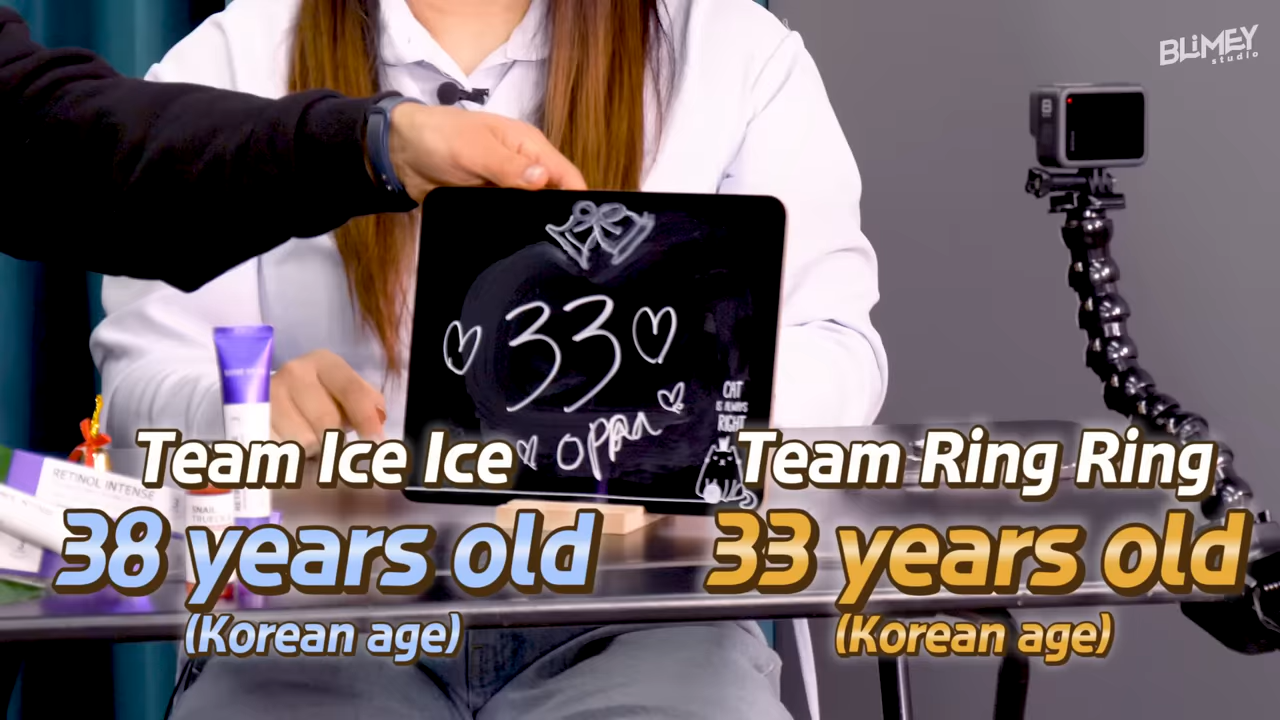 BLiMEY
studio
33
oppa
CAT
IS ALWAYS
RIGHT
RETINOL INTENSE
SNAIL
Team Ice Ice
38 years old
(Korean age)
Team Ring Ring
33 years old
(Korean age)